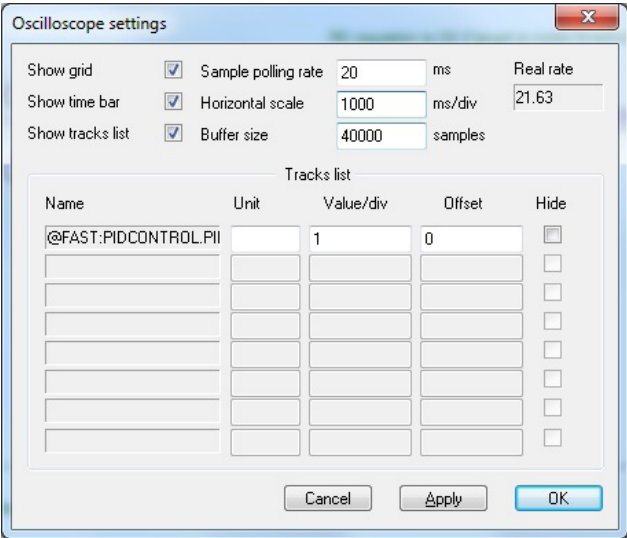 Oscilloscope settings
Show grid Sample polling rate 20 ms Real rate
Show time bar Horizontal scale 1000 ms/div 21.63
Show tracks list Buffer size 40000 samples
Tracks list
Name Unit Value/div Offset Hide
@FAST:PIDCONTROL.PI 1 0
Cancel Apply OK